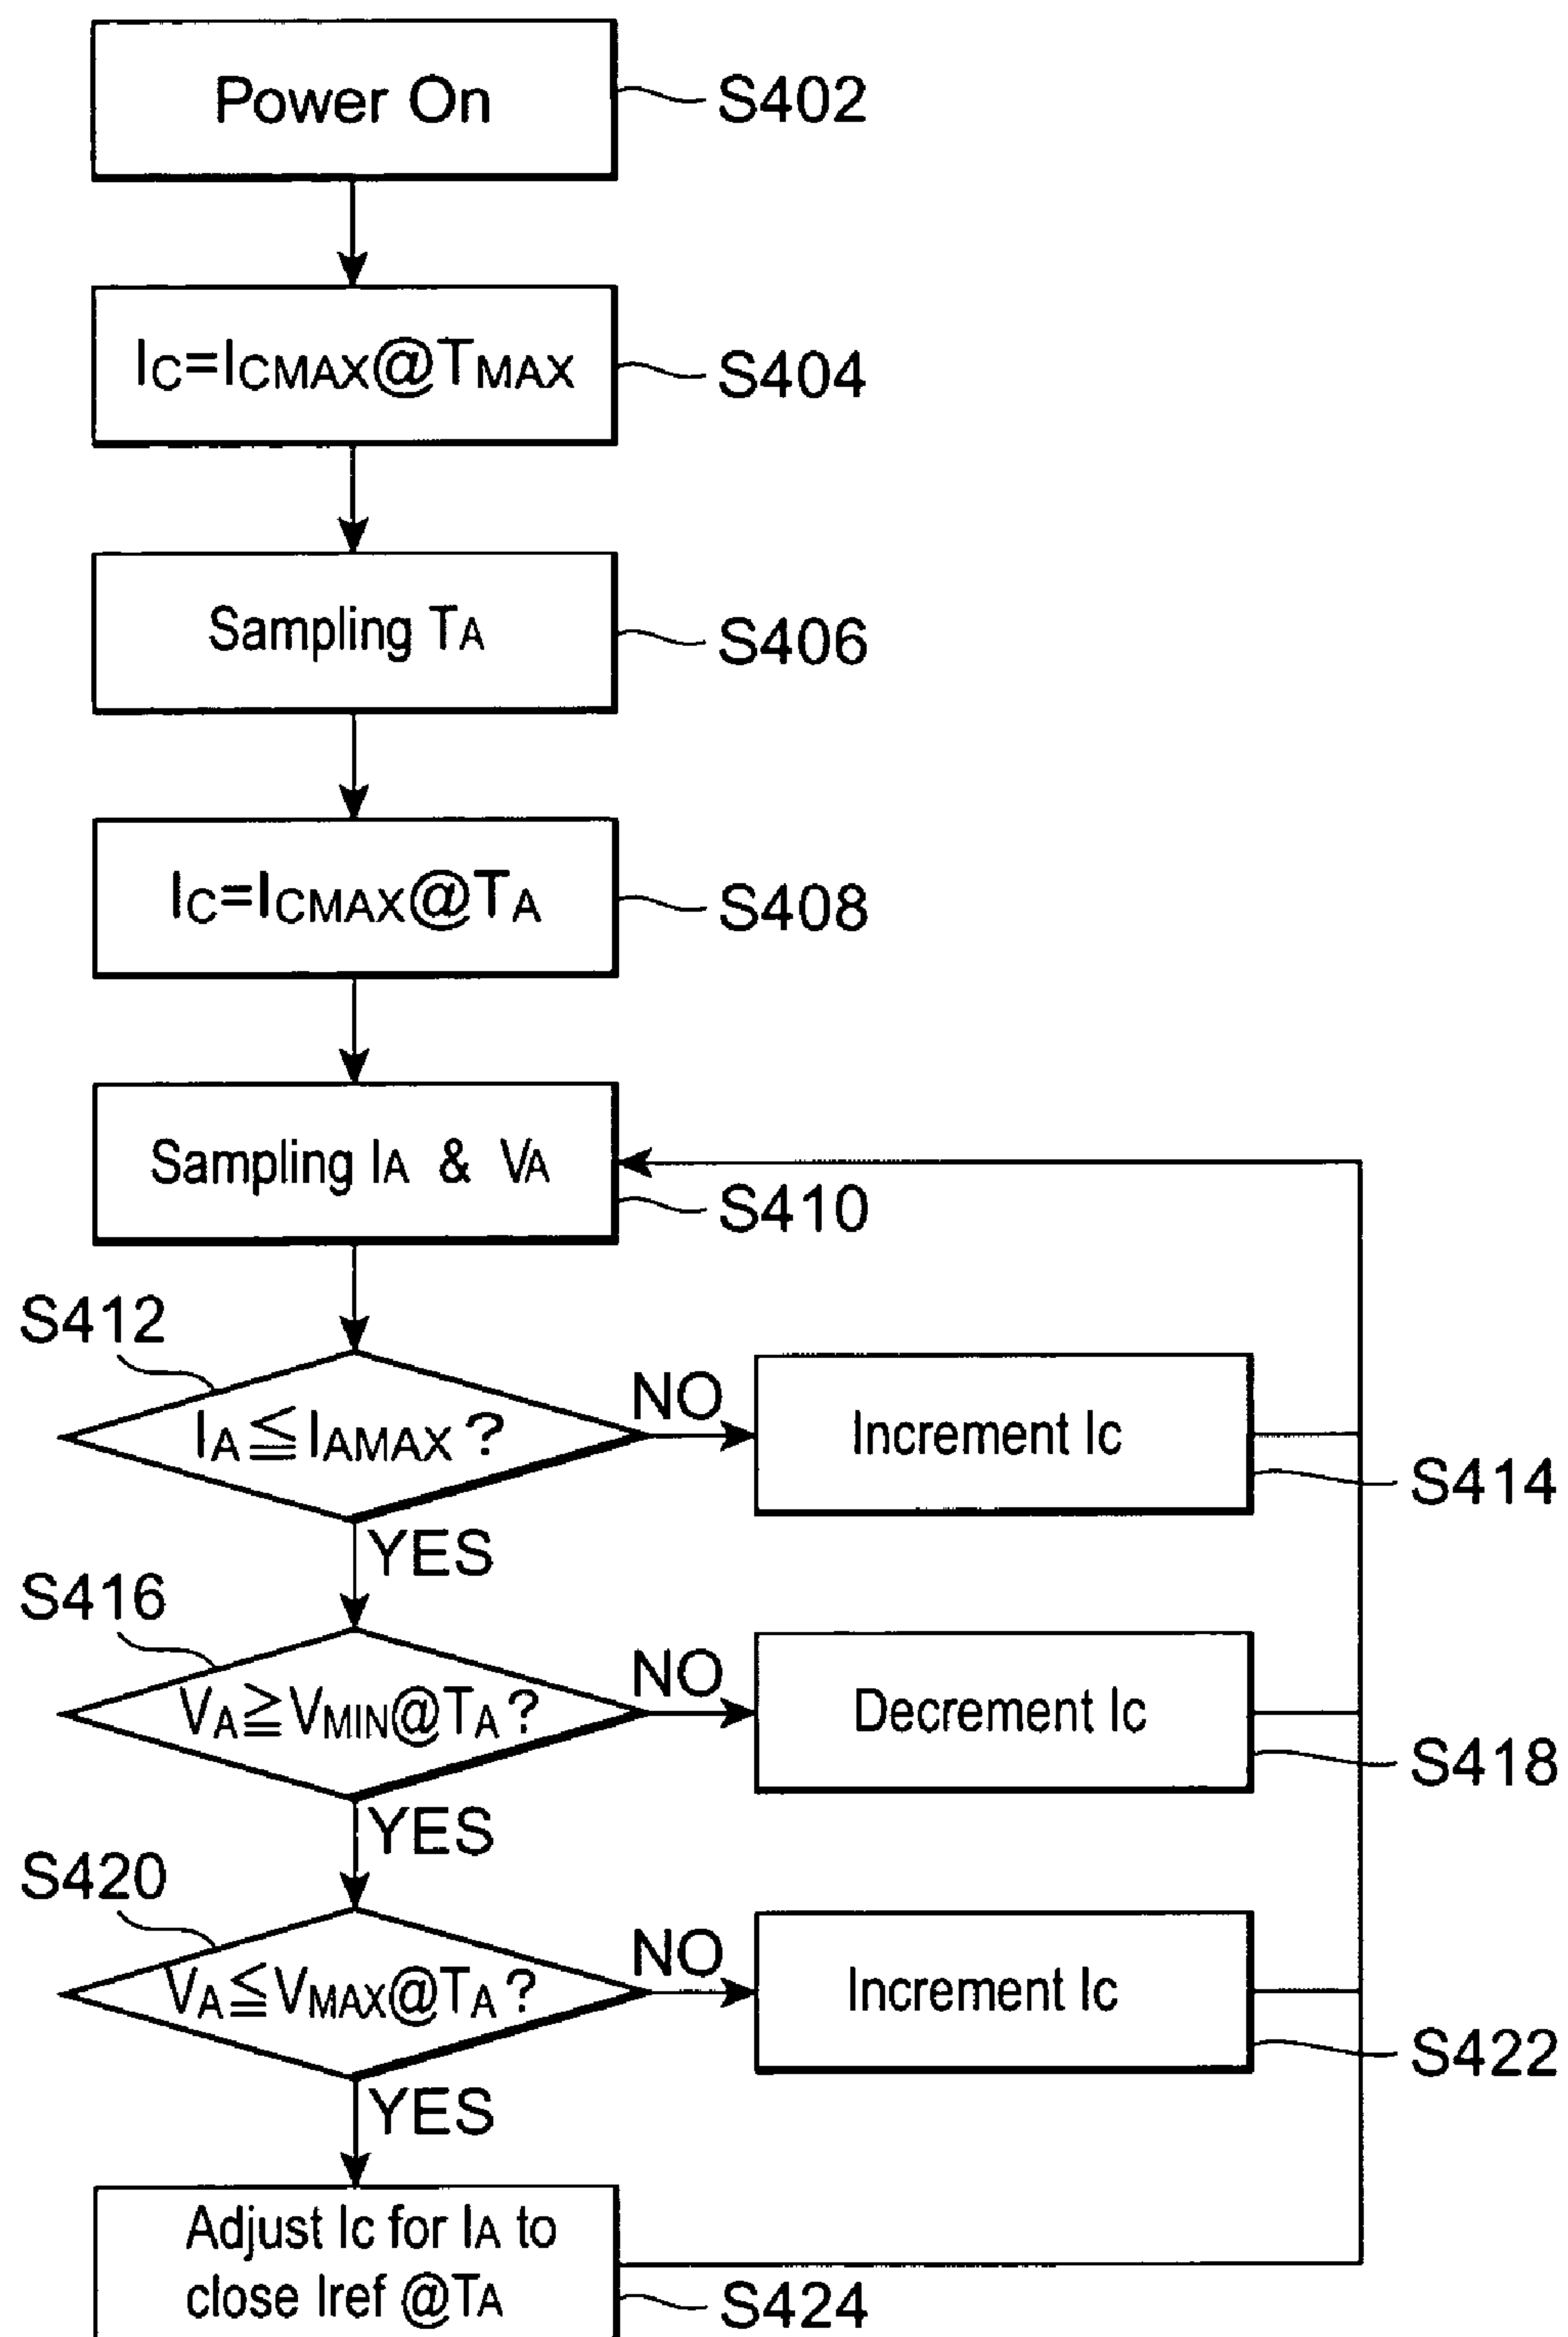 Power On
S402
IC=ICMAX@TMAX
S404
Sampling TA
S406
IC=ICMAX@TA
S408
Sampling IA & VA
S410
S412
IA≦IAMAX ?
NO
Increment Ic
S414
YES
S416
VA≧VMIN@TA ?
NO
Decrement Ic
S418
YES
S420
VA≦VMAX@TA ?
NO
Increment Ic
S422
YES
Adjust Ic for IA to
close Iref @TA
S424